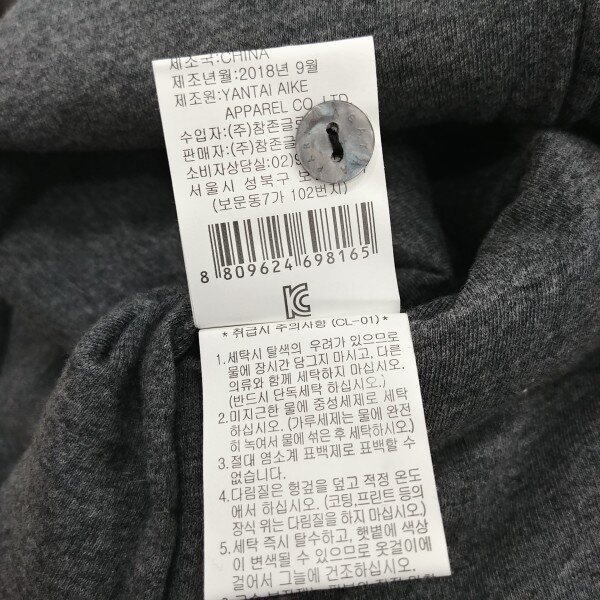 제조국:CHINA
제조년월:2018년 9월
제조원:YANTAI AIKE
APPAREL CO.,LTD
수입자:(주)참존글로
판매자:(주)참존글
소비자상담실:02)9
서울시 성북구 보
(보문동7가 102번지)
8 809624 698165
KC
* 취급시 주의사항 (CL-01) *
1.세탁시 탈색의 우려가 있으므로
물에 장시간 담그지 마시고, 다른
의류와 함께 세탁하지 마십시오.
(반드시 단독세탁 하십시오.)
2.미지근한 물에 중성세제로 세탁
하십시오. (가루세제는 물에 완전
히 녹여서 물에 섞은 후 세탁하시오.)
3.절대 염소계 표백제로 표백할 수
없습니다.
4.다림질은 헝겊을 덮고 적정 온도
에서 하십시오. (코팅,프린트 등의
장식 위는 다림질을 하지 마십시오.)
5.세탁 즉시 탈수하고, 햇볕에 색상
이 변색될 수 있으므로 옷걸이에
걸어서 그늘에 건조하십시오.